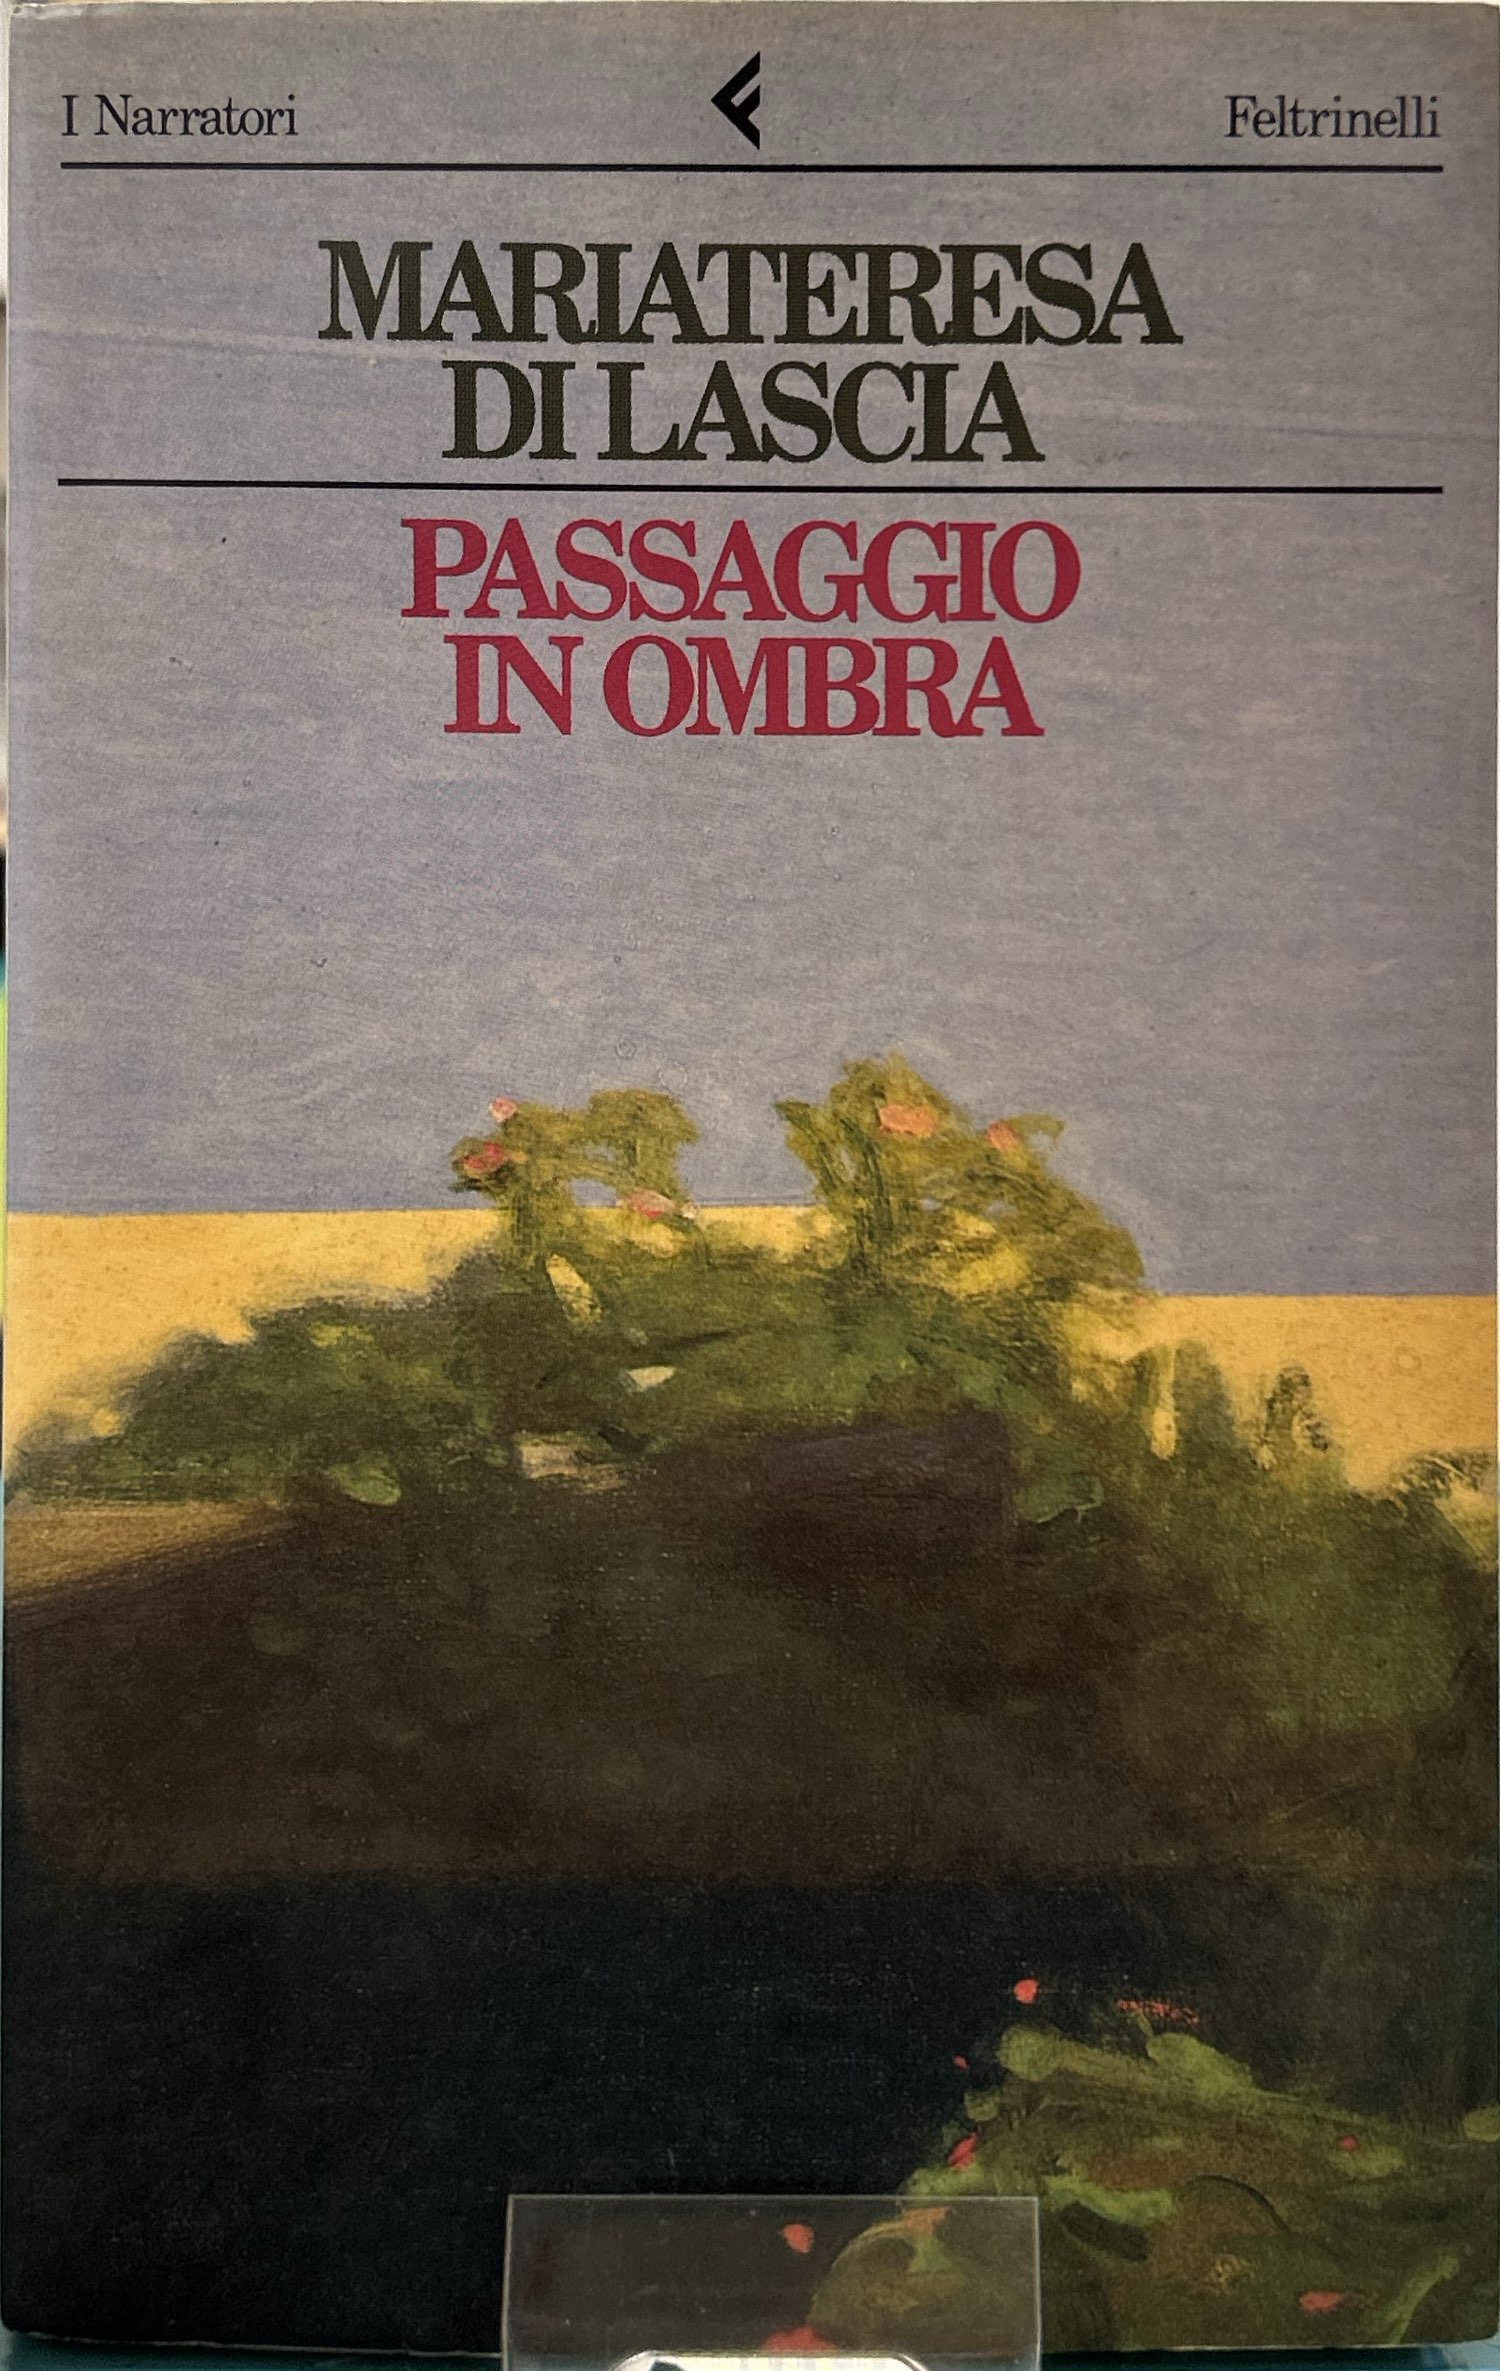 I Narratori
Feltrinelli
MARIATERESA
DI LASCIA
PASSAGGIO
IN OMBRA